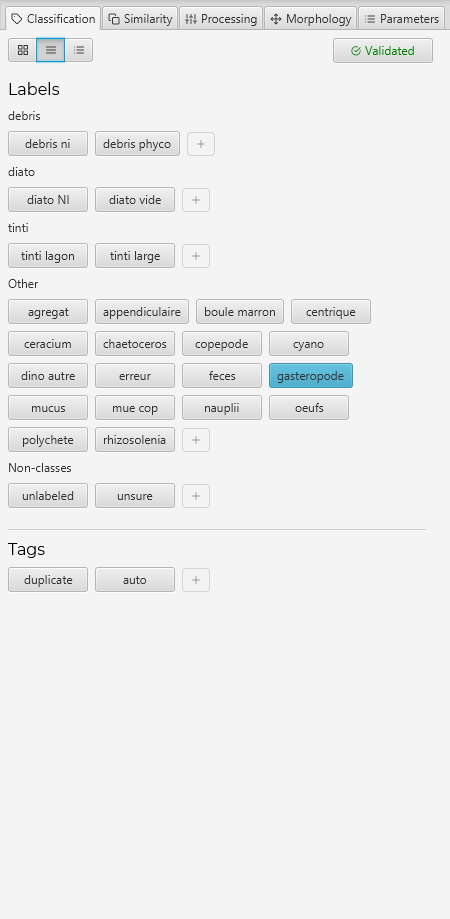 Classification Similarity Processing Morphology Parameters
Validated
Labels
debris
debris ni debris phyco +
diato
diato NI diato vide +
tinti
tinti lagon tinti large +
Other
agregat appendiculaire boule marron centrique
ceracium chaetoceros copepode cyano
dino autre erreur feces gasteropode
mucus mue cop nauplii oeufs
polychete rhizosolenia +
Non-classes
unlabeled unsure +
Tags
duplicate auto +